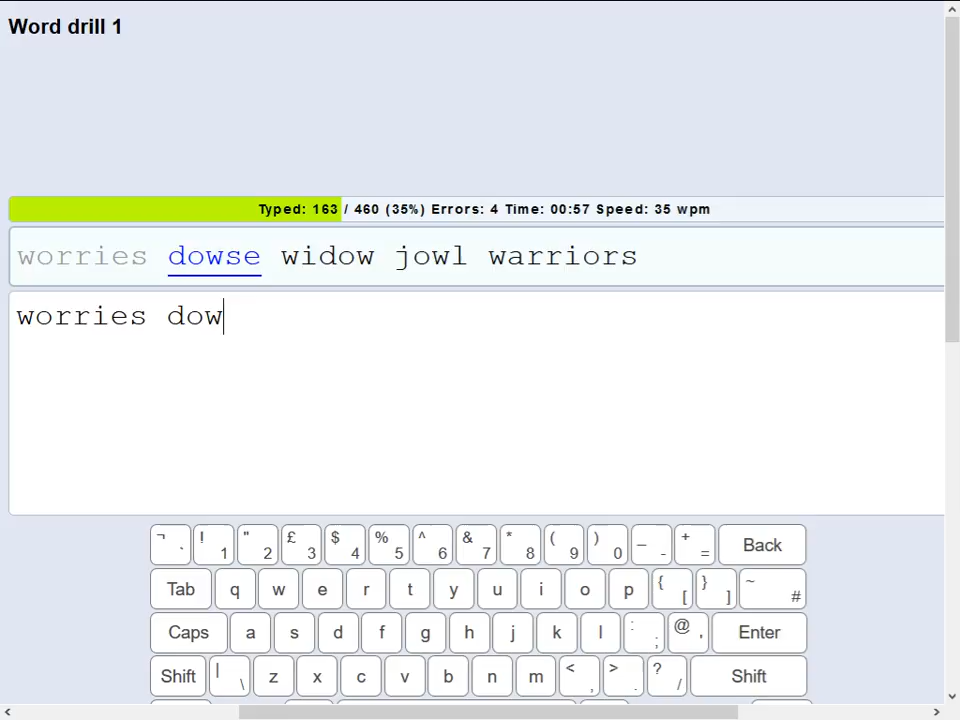 Word drill 1
Typed: 163 / 460 (35%) Errors: 4 Time: 00:57 Speed: 35 wpm
worries dowse widow jowl warriors
worries dow
¬ ` ! 1 " 2 £ 3 $ 4 % 5 ^ 6 & 7 * 8 ( 9 ) 0 _ - + = Back
Tab q w e r t y u i o p { [ } ] ~ #
Caps a s d f g h j k l : ; @ , Enter
Shift | \ z x c v b n m < , > . ? / Shift